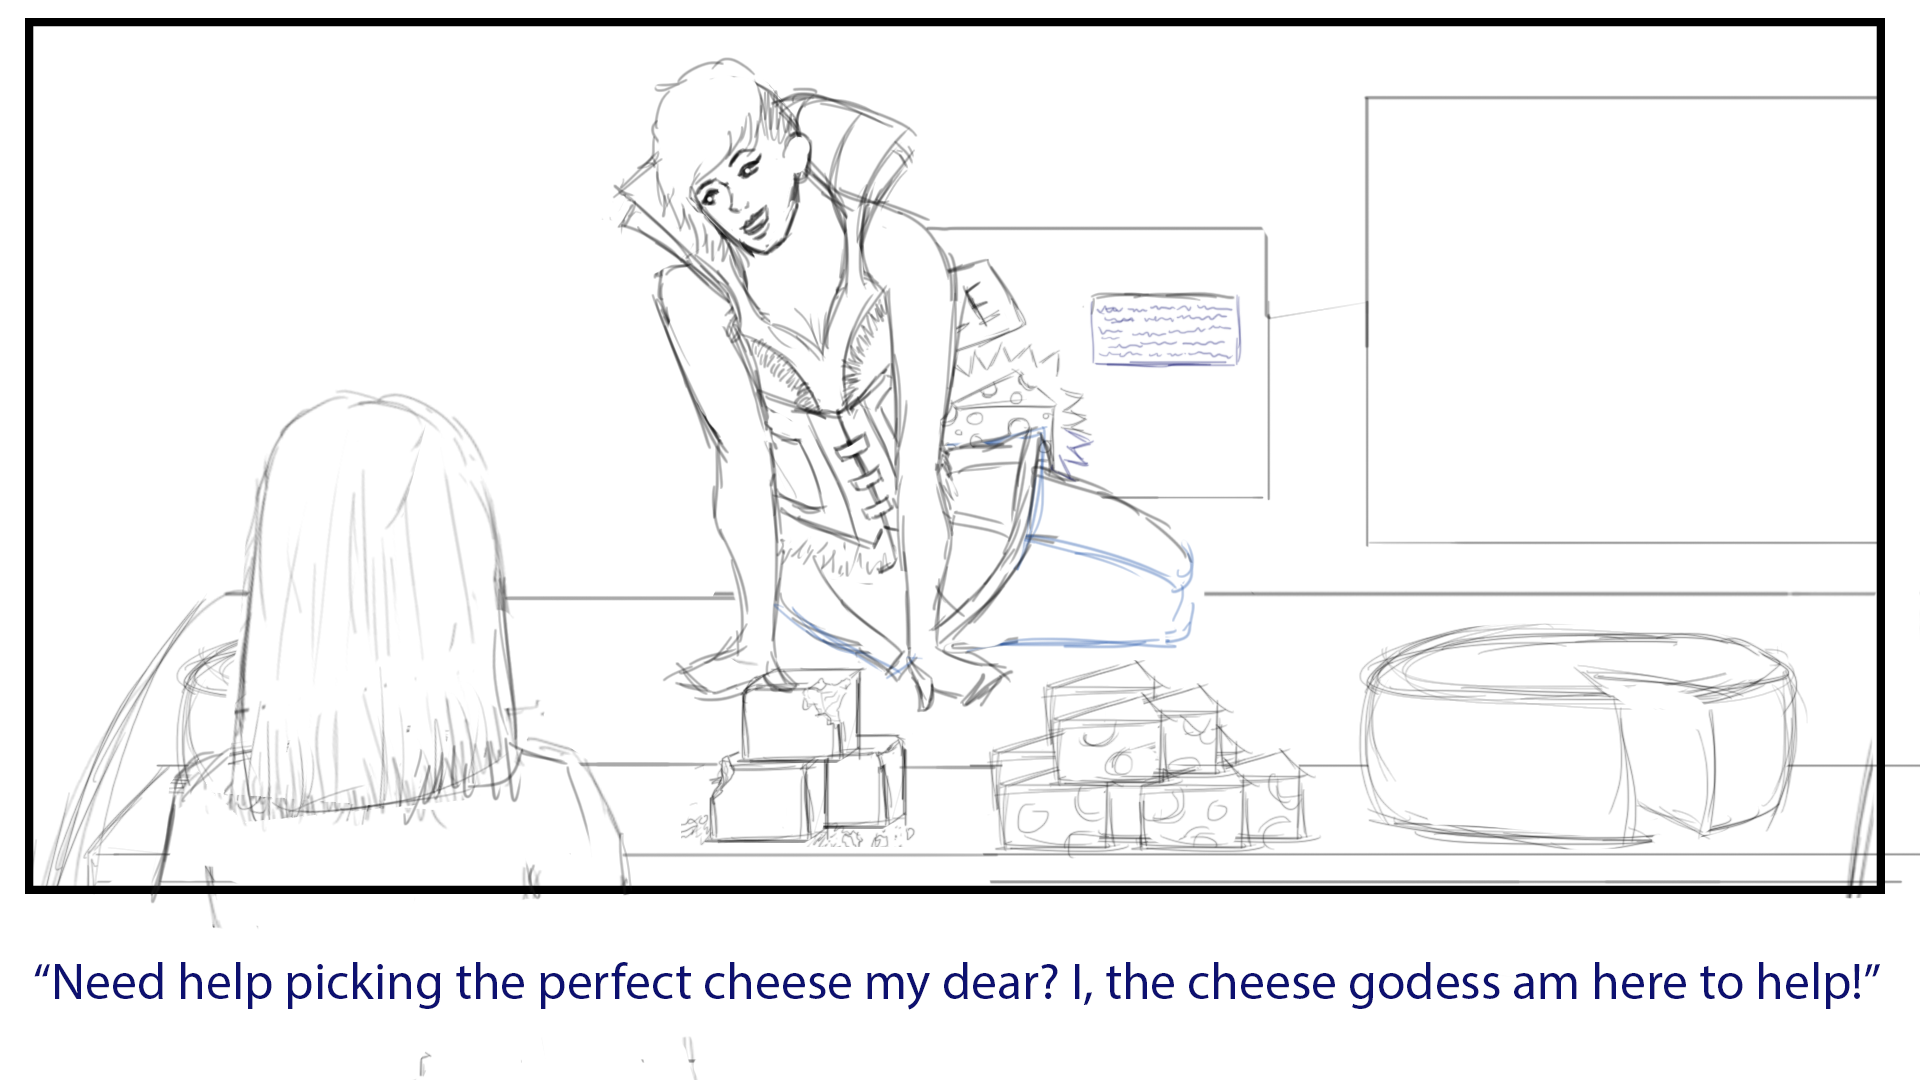 E
“Need help picking the perfect cheese my dear? I, the cheese godess am here to help!”